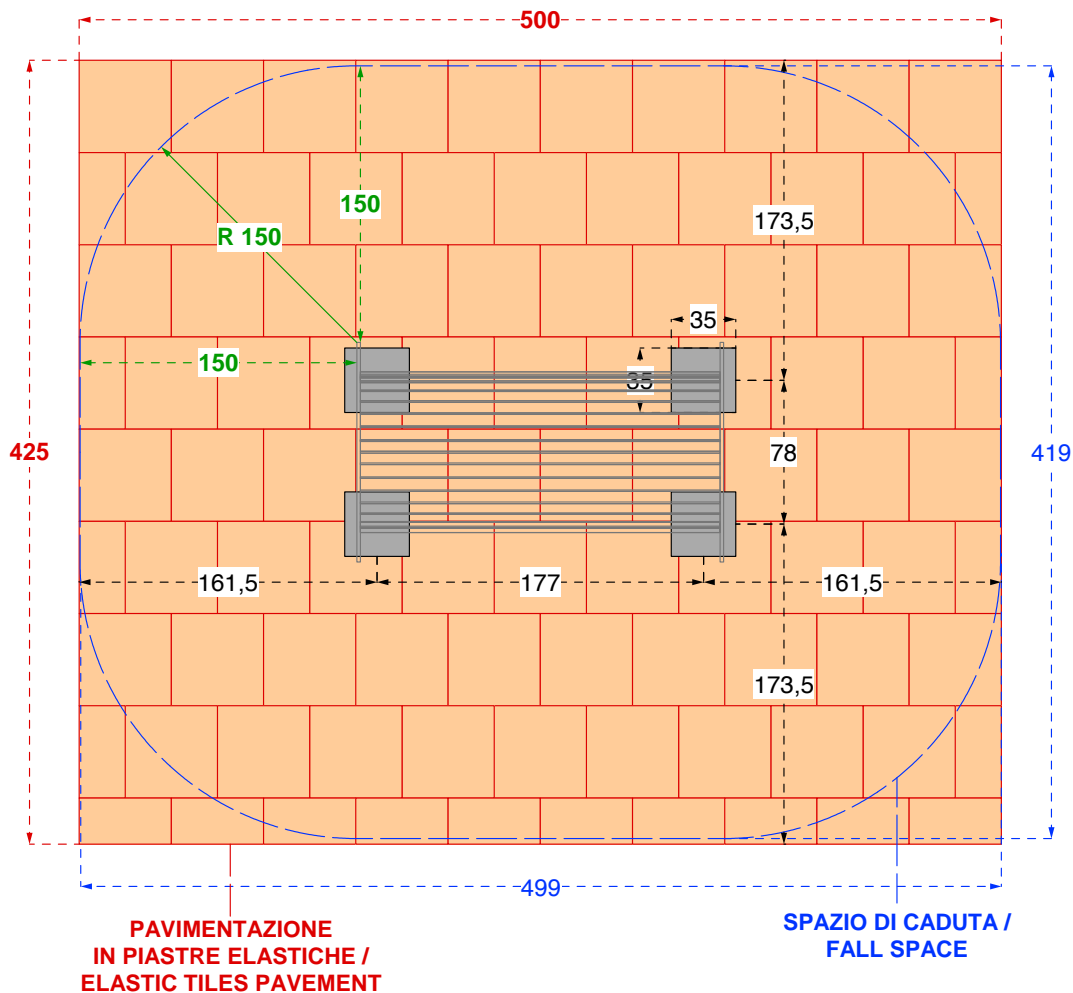 500
150
R 150
173,5
35
150
35
425
78
419
161,5
177
161,5
173,5
499
PAVIMENTAZIONE
IN PIASTRE ELASTICHE /
ELASTIC TILES PAVEMENT
SPAZIO DI CADUTA /
FALL SPACE